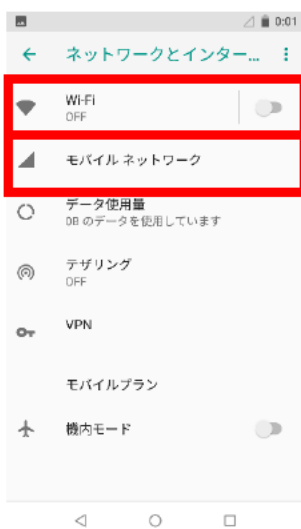 0:01
ネットワークとインター...
Wi-Fi
OFF
モバイル ネットワーク
データ使用量
0B のデータを使用しています
テザリング
OFF
VPN
モバイルプラン
機内モード